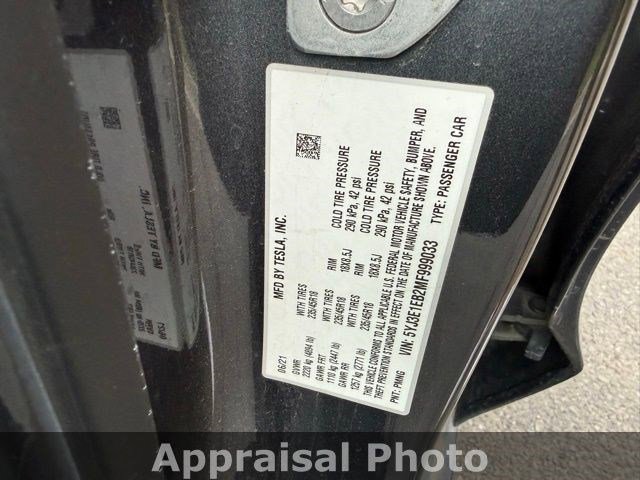 MFD BY TESLA, INC.
06/21
GVWR
2220 kg (4894 lb)
GAWR FRT WITH TIRES RIM COLD TIRE PRESSURE
1110 kg (2447 lb) 235/45R18 18X8.5J 290 kPa, 42 psi
GAWR RR WITH TIRES RIM COLD TIRE PRESSURE
1257 kg (2771 lb) 235/45R18 18X8.5J 290 kPa, 42 psi
THIS VEHICLE CONFORMS TO ALL APPLICABLE U.S. FEDERAL MOTOR VEHICLE SAFETY, BUMPER, AND
THEFT PREVENTION STANDARDS IN EFFECT ON THE DATE OF MANUFACTURE SHOWN ABOVE.
VIN: 5YJ3E1EB2MF999033 TYPE: PASSENGER CAR
PNT: PMNG
Appraisal Photo